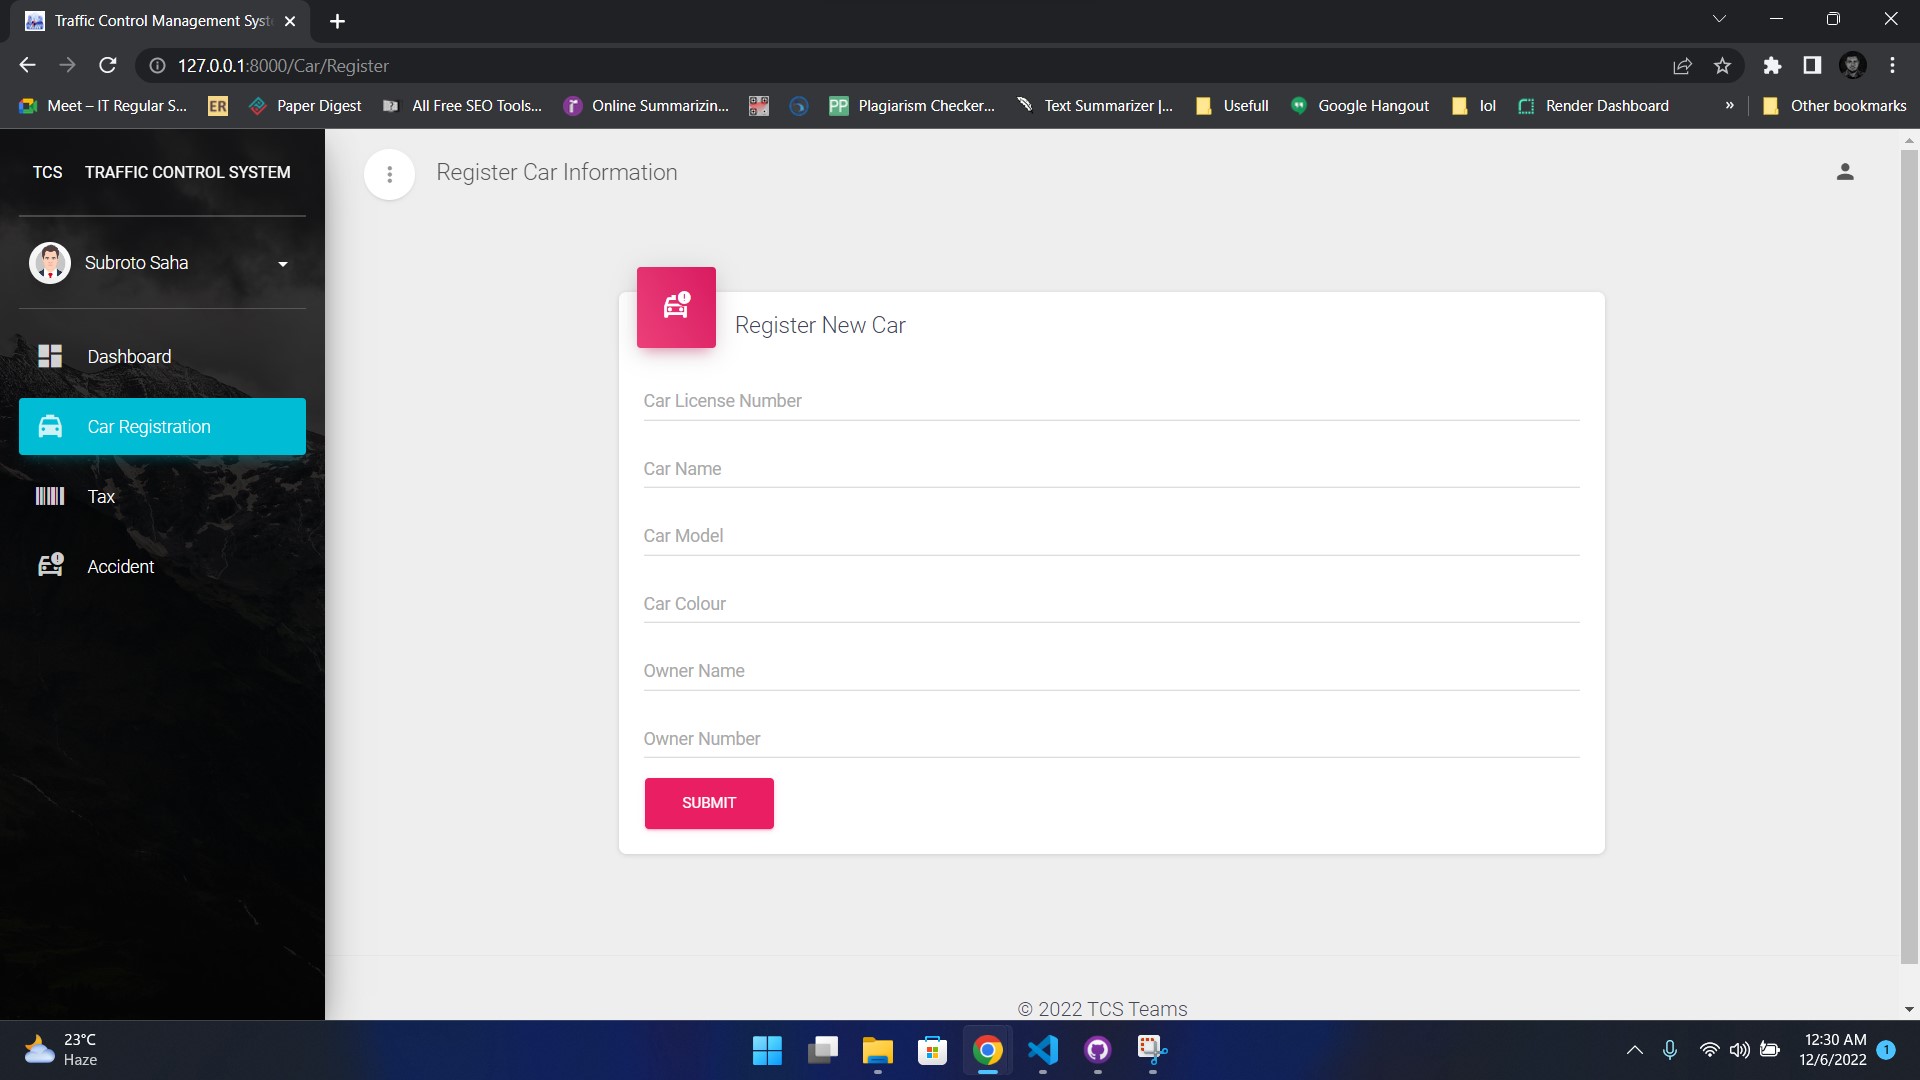 Traffic Control Management Syst
127.0.0.1:8000/Car/Register
Meet – IT Regular S...
ER
Paper Digest
All Free SEO Tools...
Online Summarizin...
PP
Plagiarism Checker...
Text Summarizer |...
Usefull
Google Hangout
lol
Render Dashboard
»
Other bookmarks
TCS TRAFFIC CONTROL SYSTEM
Register Car Information
Subroto Saha
Register New Car
Dashboard
Car License Number
Car Registration
Car Name
Tax
Car Model
Accident
Car Colour
Owner Name
Owner Number
SUBMIT
© 2022 TCS Teams
23°C
Haze
12:30 AM
12/6/2022
1